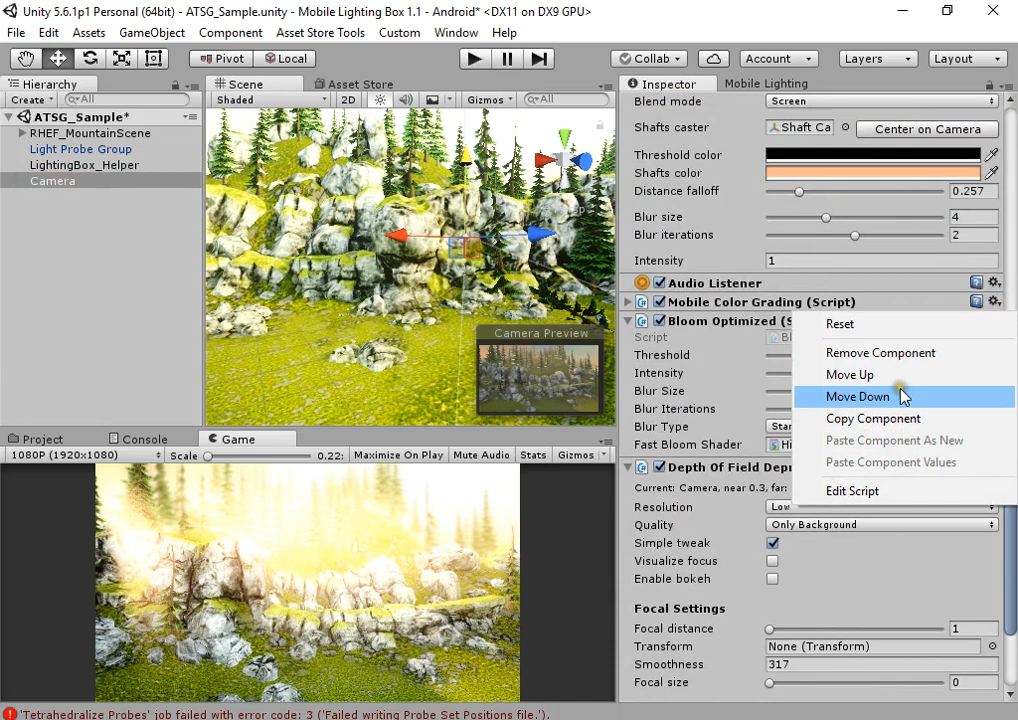 Unity 5.6.1p1 Personal (64bit) - ATSG_Sample.unity - Mobile Lighting Box 1.1 - Android* <DX11 on DX9 GPU>
File Edit Assets GameObject Component Asset Store Tools Custom Window Help
Pivot Local Collab Account Layers Layout
Hierarchy Scene Asset Store Inspector Mobile Lighting
Create All Shaded 2D Gizmos All
Blend mode Screen
ATSG_Sample*
RHEF_MountainScene
Light Probe Group
LightingBox_Helper
Camera
Shafts caster Shaft Ca Center on Camera
Threshold color
Shafts color
Distance falloff 0.257
Blur size 4
Blur iterations 2
Intensity 1
Audio Listener
Mobile Color Grading (Script)
Bloom Optimized (S
Script
Threshold
Intensity
Blur Size
Blur Iterations
Blur Type Star
Fast Bloom Shader Hi
Reset
Remove Component
Move Up
Move Down
Copy Component
Paste Component As New
Paste Component Values
Edit Script
Camera Preview
Project Console Game
1080P (1920x1080) Scale 0.22: Maximize On Play Mute Audio Stats Gizmos
Depth Of Field Depr
Current: Camera, near 0.3, far:
Resolution Low
Quality Only Background
Simple tweak
Visualize focus
Enable bokeh
Focal Settings
Focal distance 1
Transform None (Transform)
Smoothness 317
Focal size 0
'Tetrahedralize Probes' job failed with error code: 3 ('Failed writing Probe Set Positions file.').